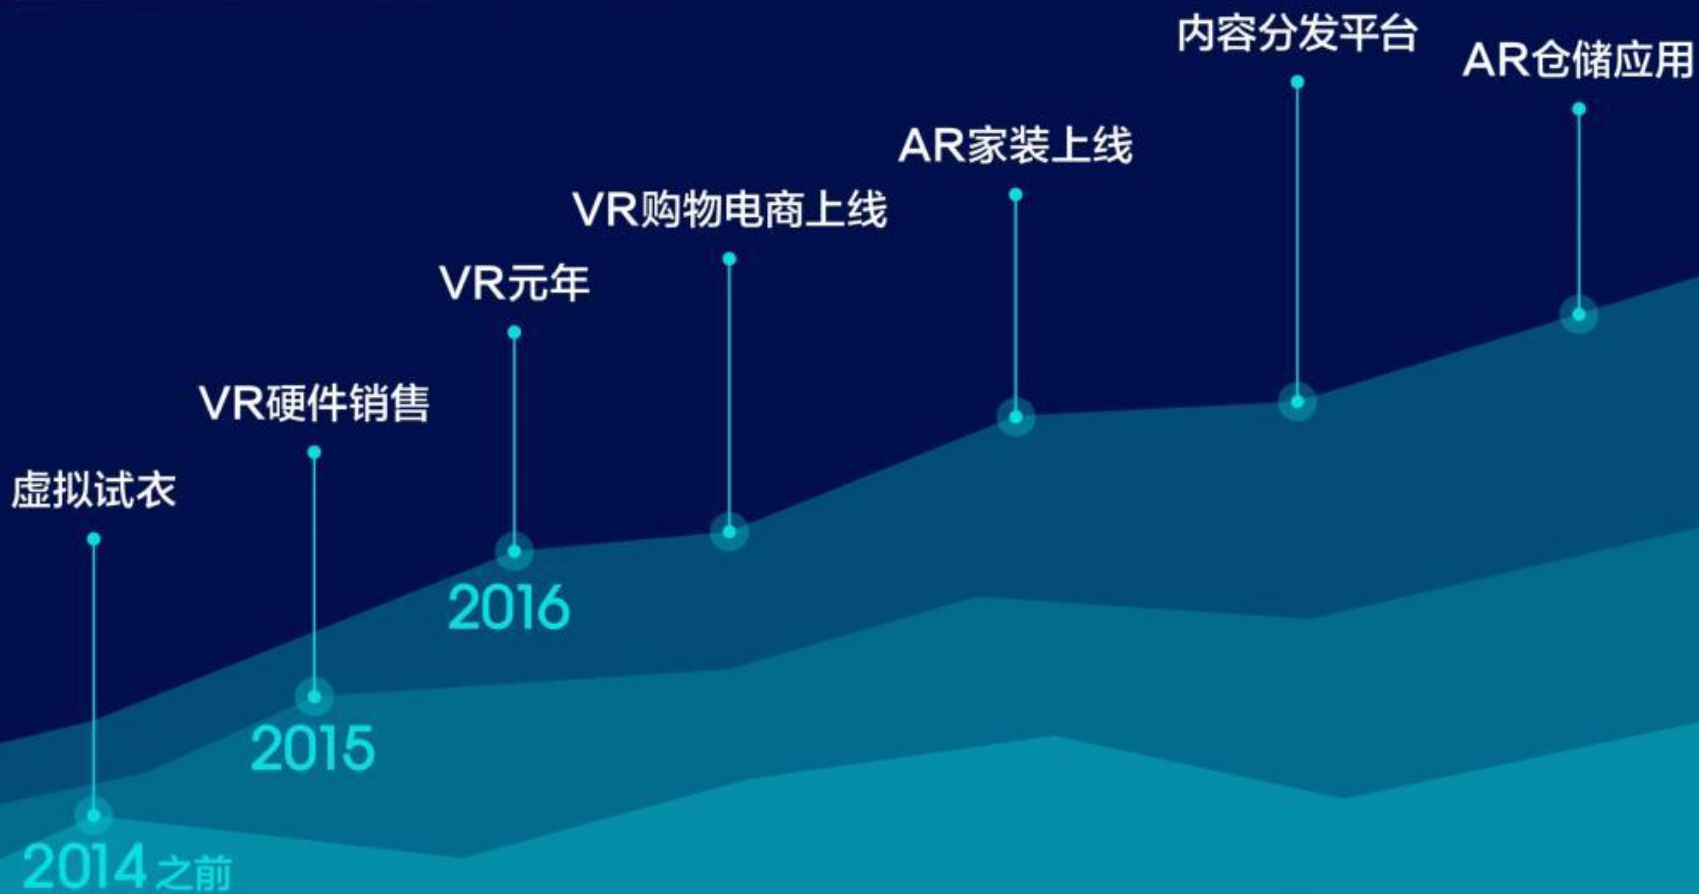 内容分发平台
AR仓储应用
AR家装上线
VR购物电商上线
VR元年
VR硬件销售
虚拟试衣
2016
2015
2014之前